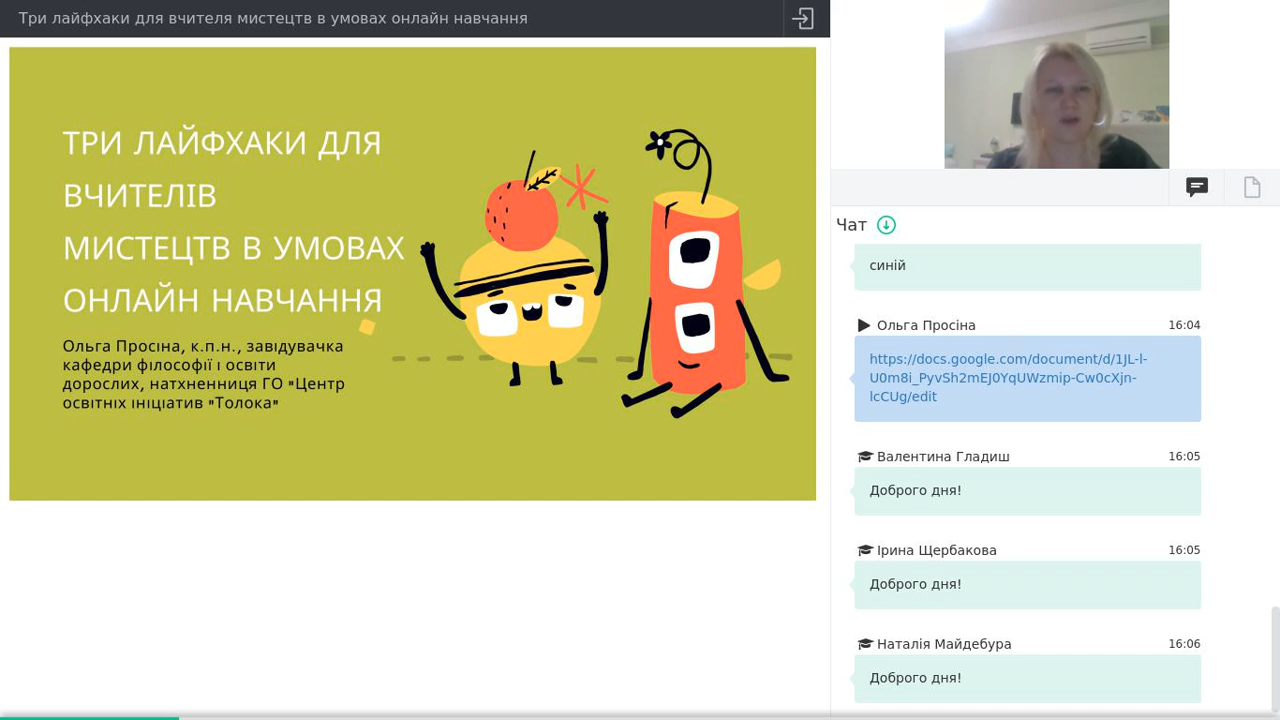 Три лайфхаки для вчителя мистецтв в умовах онлайн навчання
ТРИ ЛАЙФХАКИ ДЛЯ
ВЧИТЕЛІВ
МИСТЕЦТВ В УМОВАХ
ОНЛАЙН НАВЧАННЯ
Ольга Просіна, к.п.н., завідувачка
кафедри філософії і освіти
дорослих, натхненниця ГО "Центр
освітніх ініціатив "Толока"
Чат
синій
Ольга Просіна 16:04
https://docs.google.com/document/d/1JL-l-
U0m8i_PyvSh2mEJ0YqUWzmip-Cw0cXjn-
lcCUg/edit
Валентина Гладиш 16:05
Доброго дня!
Ірина Щербакова 16:05
Доброго дня!
Наталія Майдебура 16:06
Доброго дня!